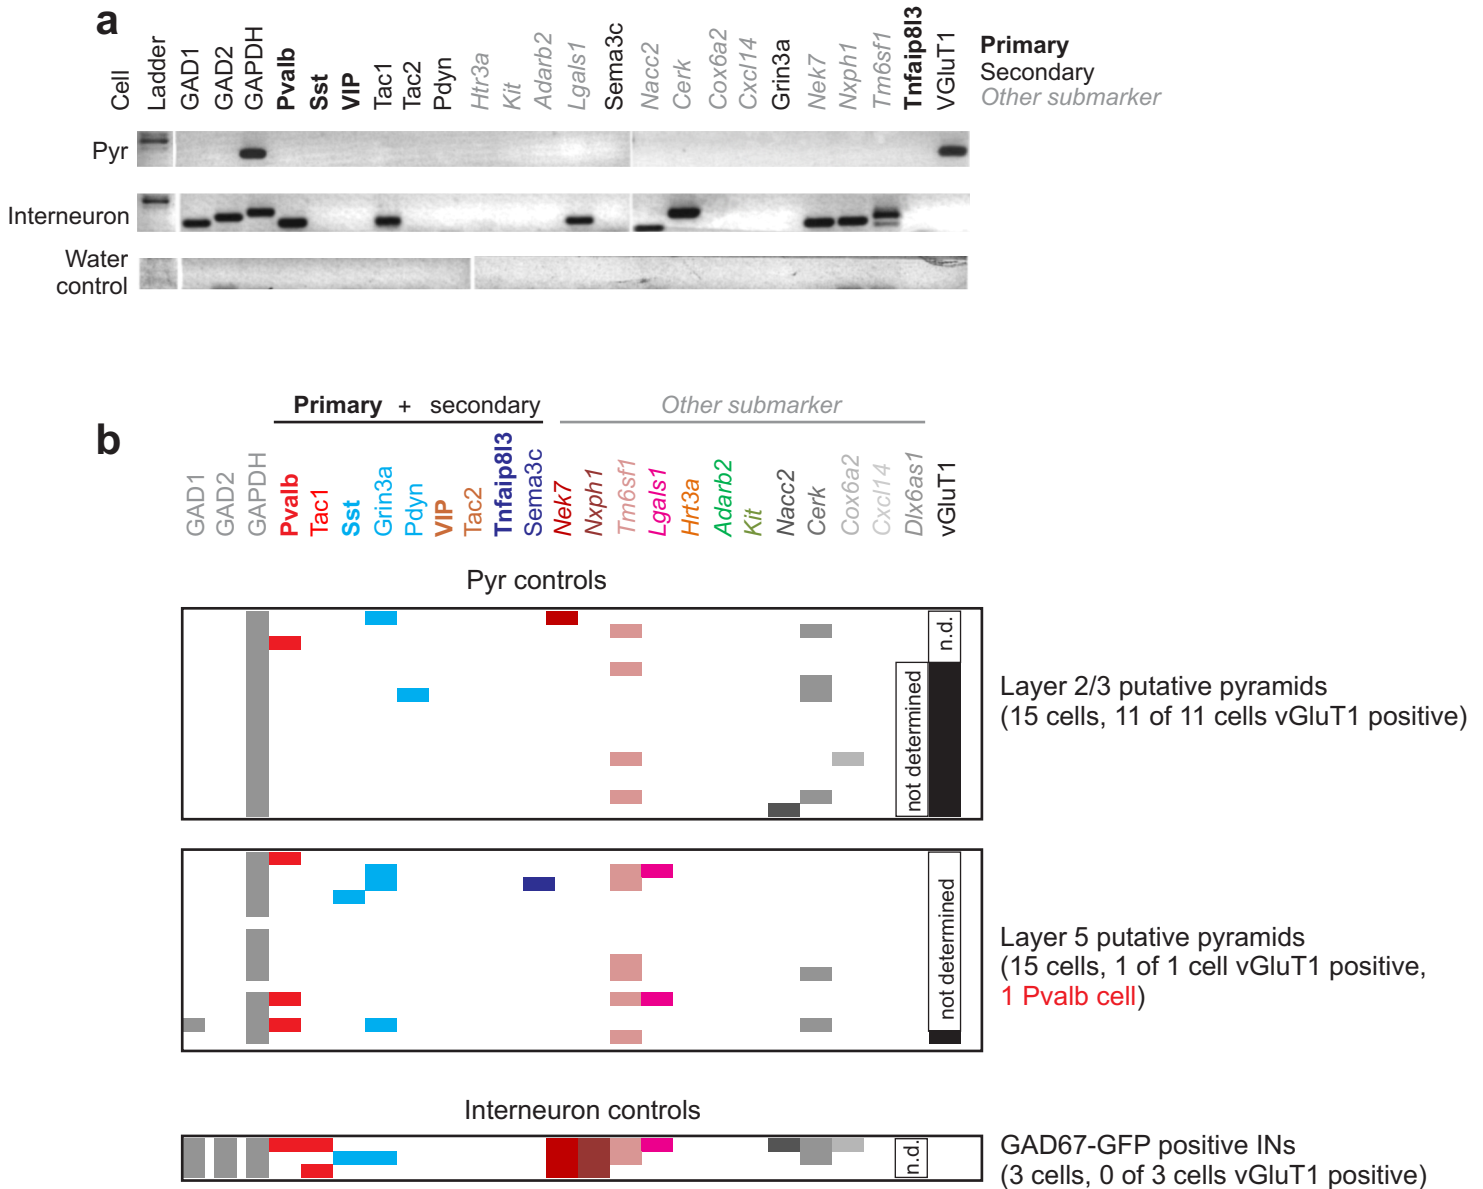 a
Cell
Ladder
GAD1
GAD2
GAPDH
Pvalb
Sst
VIP
Tac1
Tac2
Pdyn
Htr3a
Kit
Adarb2
Lgals1
Sema3c
Nacc2
Cerk
Cox6a2
Cxcl14
Grin3a
Nek7
Nxph1
Tm6sf1
Tnfaip8l3
VGluT1
Primary
Secondary
Other submarker
Pyr
Interneuron
Water
control
b
Primary + secondary
Other submarker
GAD1
GAD2
GAPDH
Pvalb
Tac1
Sst
Grin3a
Pdyn
VIP
Tac2
Tnfaip8l3
Sema3c
Nek7
Nxph1
Tm6sf1
Lgals1
Hrt3a
Adarb2
Kit
Nacc2
Cerk
Cox6a2
Cxcl14
Dlx6as1
vGluT1
Pyr controls
n.d.
not determined
Layer 2/3 putative pyramids
(15 cells, 11 of 11 cells vGluT1 positive)
not determined
Layer 5 putative pyramids
(15 cells, 1 of 1 cell vGluT1 positive,
1 Pvalb cell)
Interneuron controls
n.d.
GAD67-GFP positive INs
(3 cells, 0 of 3 cells vGluT1 positive)